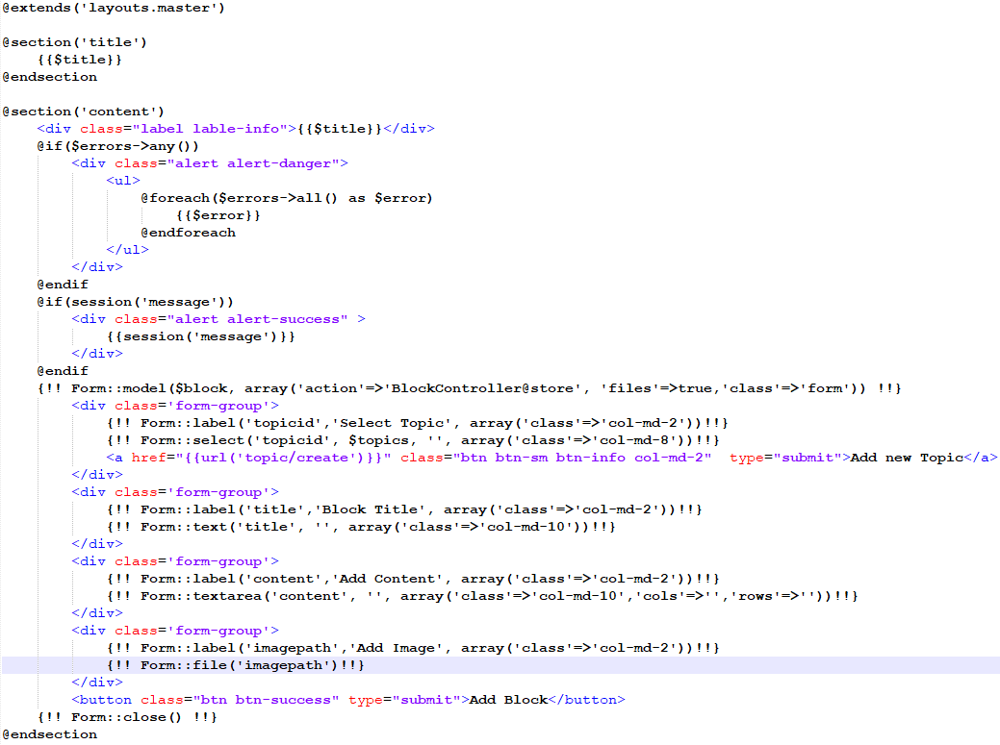 @extends('layouts.master')

@section('title')
    {{$title}}
@endsection

@section('content')
    <div class="label lable-info">{{$title}}</div>
    @if($errors->any())
        <div class="alert alert-danger">
            <ul>
                @foreach($errors->all() as $error)
                    {{$error}}
                @endforeach
            </ul>
        </div>
    @endif
    @if(session('message'))
        <div class="alert alert-success" >
            {{session('message')}}
        </div>
    @endif
    {!! Form::model($block, array('action'=>'BlockController@store', 'files'=>true,'class'=>'form')) !!}
        <div class='form-group'>
            {!! Form::label('topicid','Select Topic', array('class'=>'col-md-2'))!!}
            {!! Form::select('topicid', $topics, '', array('class'=>'col-md-8'))!!}
            <a href="{{url('topic/create')}}" class="btn btn-sm btn-info col-md-2"  type="submit">Add new Topic</a>
        </div>
        <div class='form-group'>
            {!! Form::label('title','Block Title', array('class'=>'col-md-2'))!!}
            {!! Form::text('title', '', array('class'=>'col-md-10'))!!}
        </div>
        <div class='form-group'>
            {!! Form::label('content','Add Content', array('class'=>'col-md-2'))!!}
            {!! Form::textarea('content', '', array('class'=>'col-md-10','cols'=>'','rows'=>''))!!}
        </div>
        <div class='form-group'>
            {!! Form::label('imagepath','Add Image', array('class'=>'col-md-2'))!!}
            {!! Form::file('imagepath')!!}
        </div>
        <button class="btn btn-success" type="submit">Add Block</button>
    {!! Form::close() !!}
@endsection